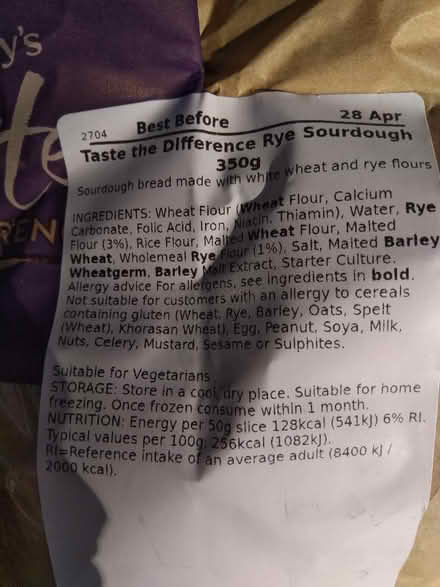 y's
te
REN
2704 Best Before 28 Apr
Taste the Difference Rye Sourdough
350g
Sourdough bread made with white wheat and rye flours
INGREDIENTS: Wheat Flour (Wheat Flour, Calcium
Carbonate, Folic Acid, Iron, Niacin, Thiamin), Water, Rye
Flour (3%), Rice Flour, Malted Wheat Flour, Malted
Wheat, Wholemeal Rye Flour (1%), Salt, Malted Barley,
Wheatgerm, Barley Malt Extract, Starter Culture.
Allergy advice For allergens, see ingredients in bold.
Not suitable for customers with an allergy to cereals
containing gluten (Wheat, Rye, Barley, Oats, Spelt
(Wheat), Khorasan Wheat), Egg, Peanut, Soya, Milk,
Nuts, Celery, Mustard, Sesame or Sulphites.
Suitable for Vegetarians
STORAGE: Store in a cool, dry place. Suitable for home
freezing. Once frozen consume within 1 month.
NUTRITION: Energy per 50g slice 128kcal (541kJ) 6% RI.
Typical values per 100g: 256kcal (1082kJ).
RI=Reference intake of an average adult (8400 kJ /
2000 kcal).